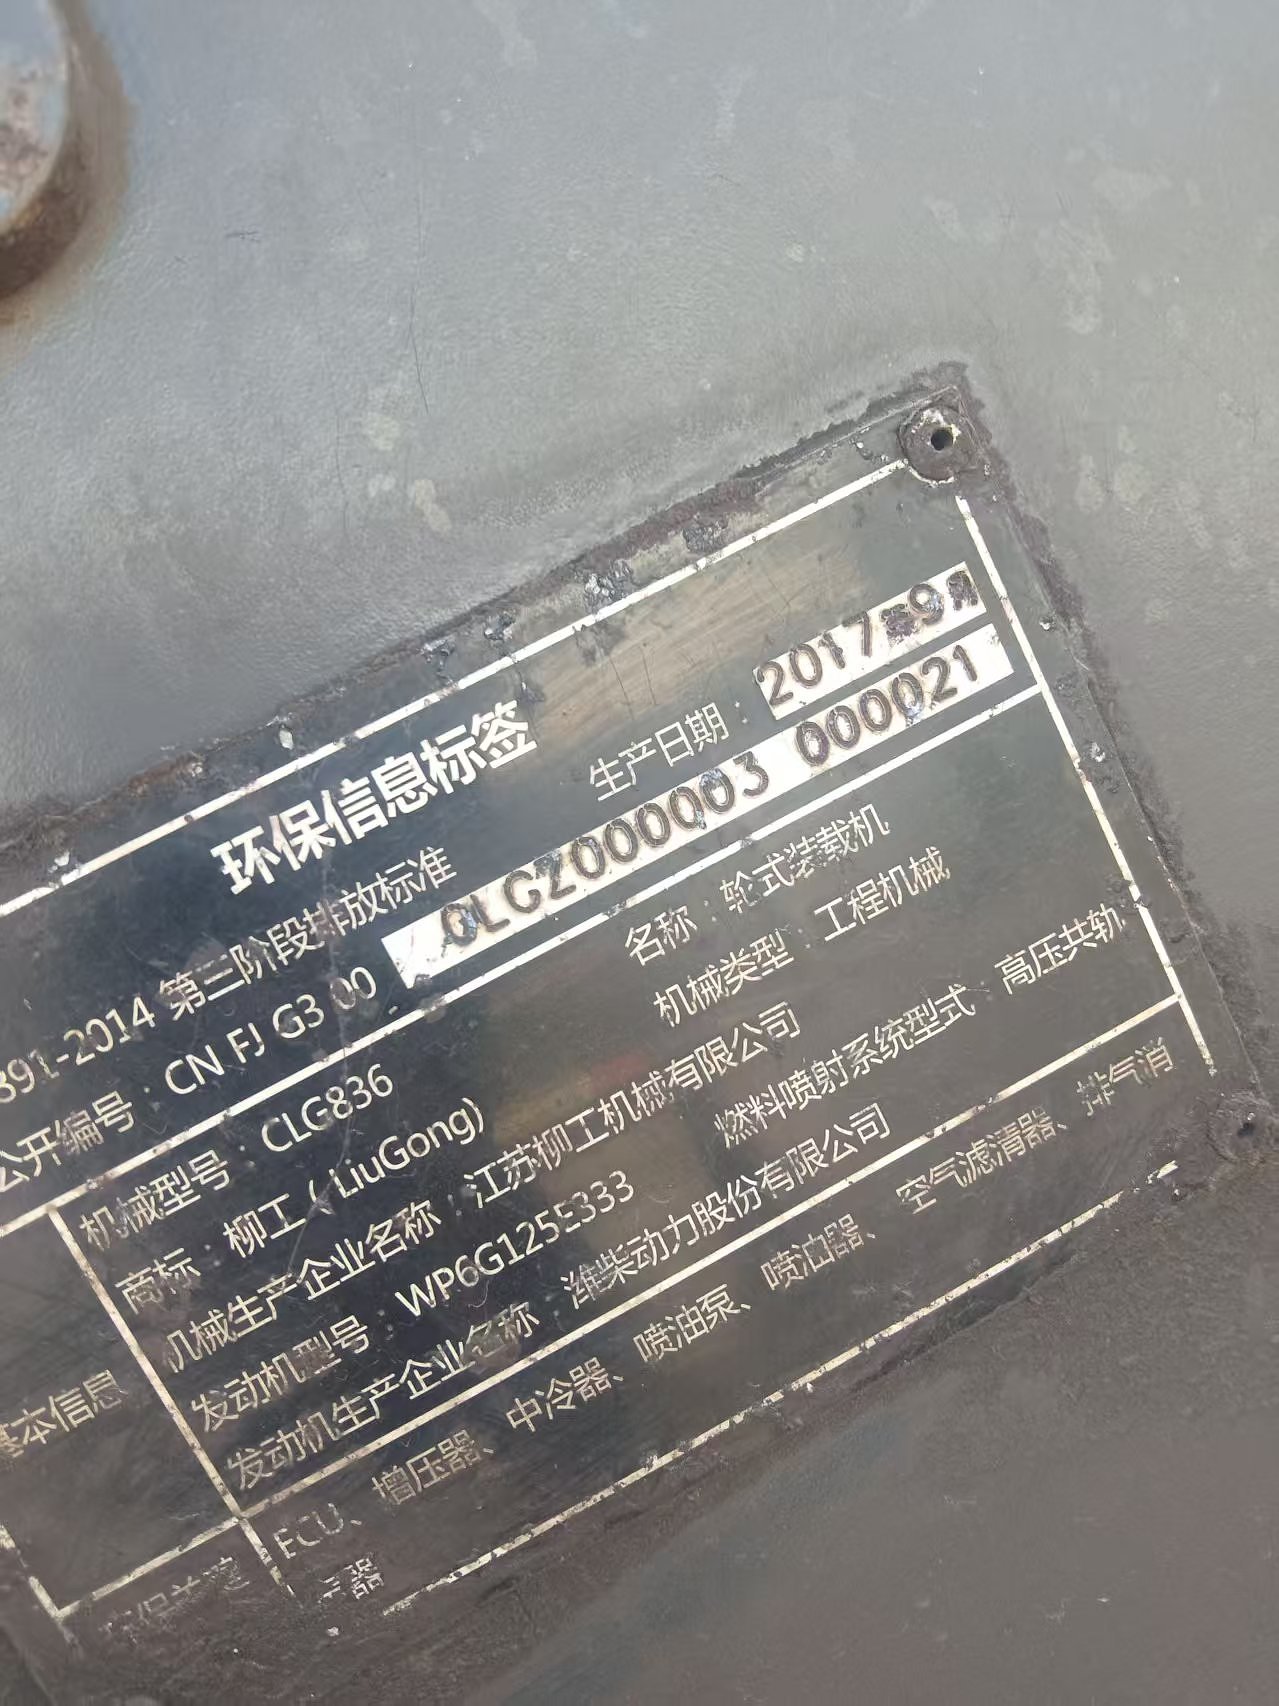 环保信息标签
生产日期：2017年9月
891-2014 第三阶段排放标准
公开编号：CN FJ G3 00 CLGZ000003 000021
机械型号：CLG836 名称：轮式装载机
商标：柳工（LiuGong） 机械类型：工程机械
机械生产企业名称：江苏柳工机械有限公司
发动机型号：WP6G125E333 燃料喷射系统型式：高压共轨
发动机生产企业名称：潍柴动力股份有限公司
基本信息
ECU、增压器、中冷器、喷油泵、喷油器、空气滤清器、排气消
器